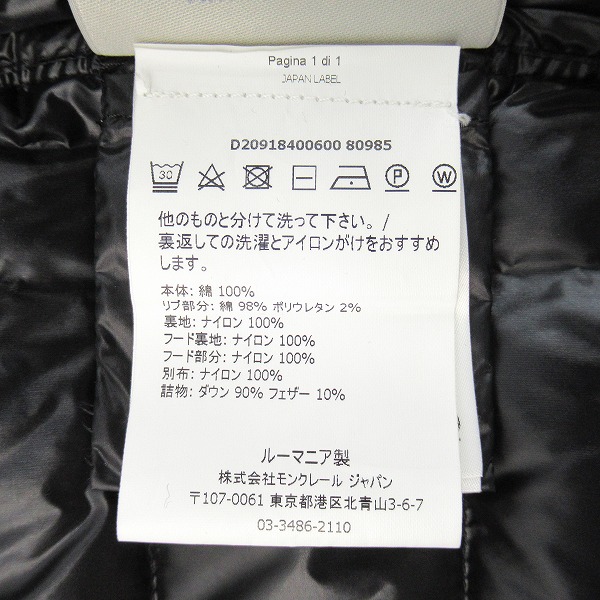 Pagina 1 di 1
JAPAN LABEL
D20918400600 80985
30 P W
他のものと分けて洗って下さい。/
裏返しての洗濯とアイロンがけをおすすめ
します。
本体: 綿 100%
リブ部分: 綿 98% ポリウレタン 2%
裏地: ナイロン 100%
フード裏地: ナイロン 100%
フード部分: ナイロン 100%
別布: ナイロン 100%
詰物: ダウン 90% フェザー 10%
ルーマニア製
株式会社モンクレール ジャパン
〒107-0061 東京都港区北青山3-6-7
03-3486-2110